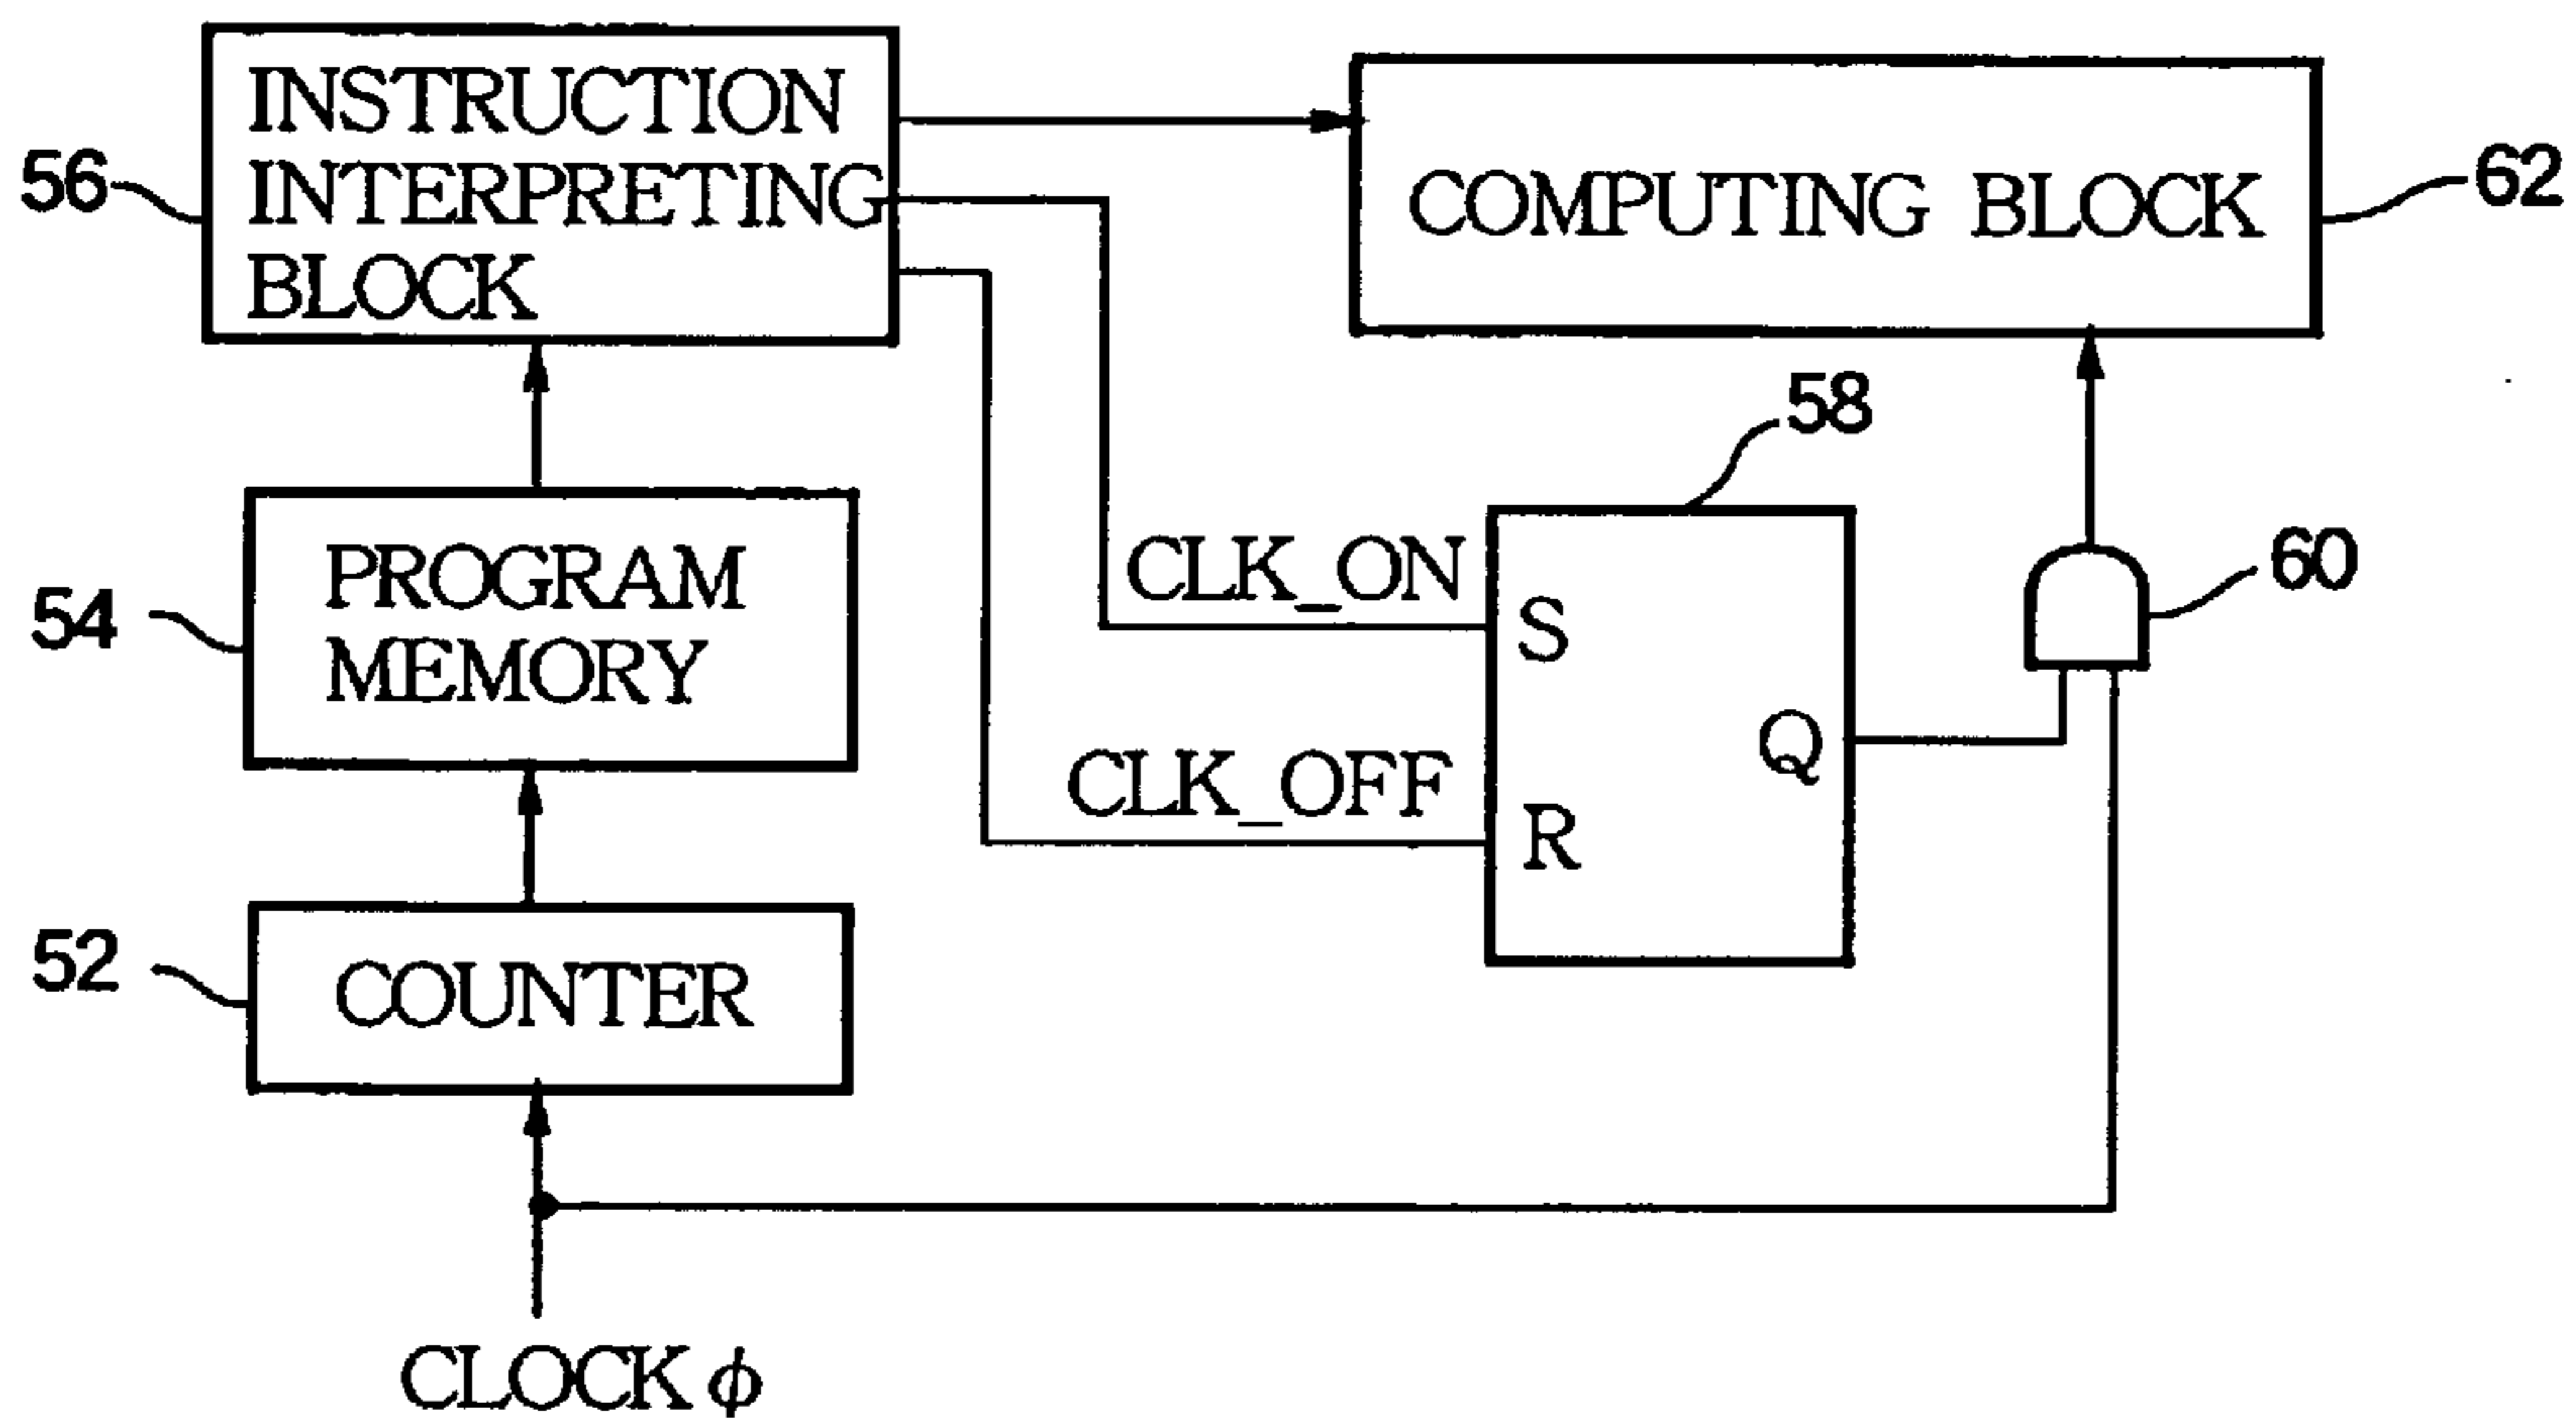 INSTRUCTION
INTERPRETING
BLOCK
56
COMPUTING BLOCK
62
58
PROGRAM
MEMORY
54
CLK_ON
S
60
Q
CLK_OFF
R
COUNTER
52
CLOCK ϕ